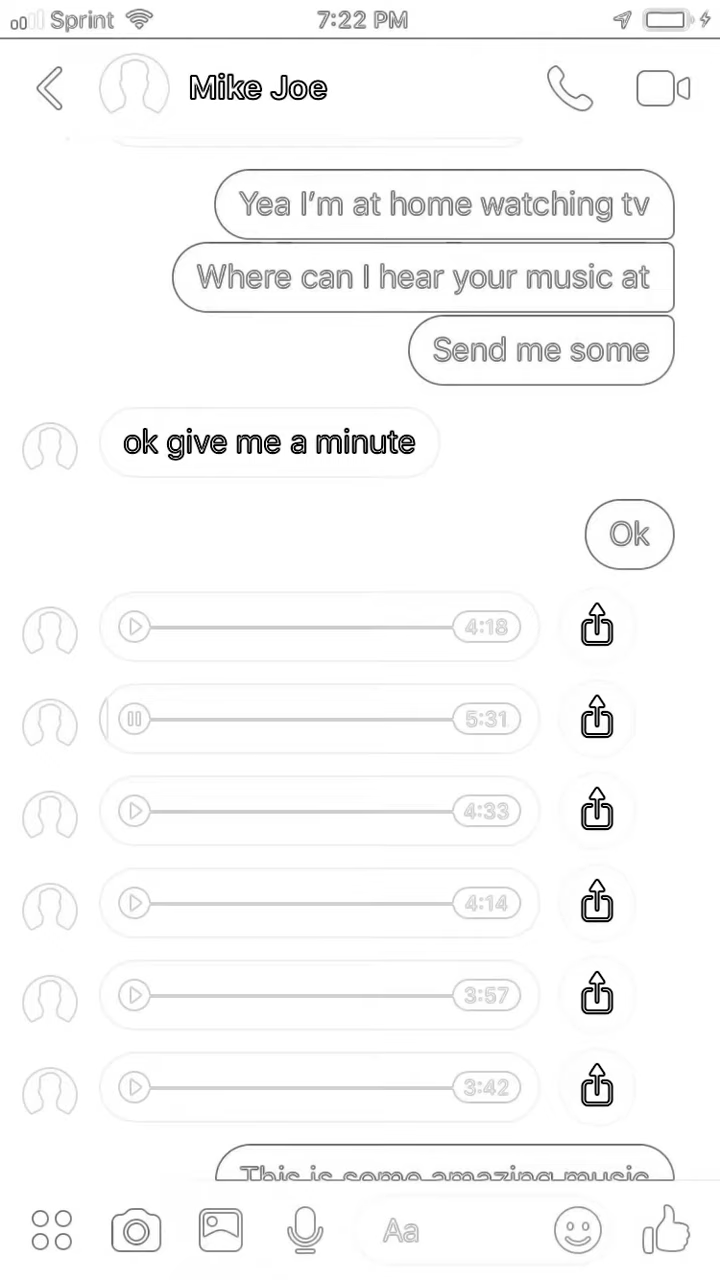 Sprint 7:22 PM
Mike Joe
Yea I'm at home watching tv
Where can I hear your music at
Send me some
ok give me a minute
Ok
4:18
5:31
4:33
4:14
3:57
3:42
This is some amazing music
Aa